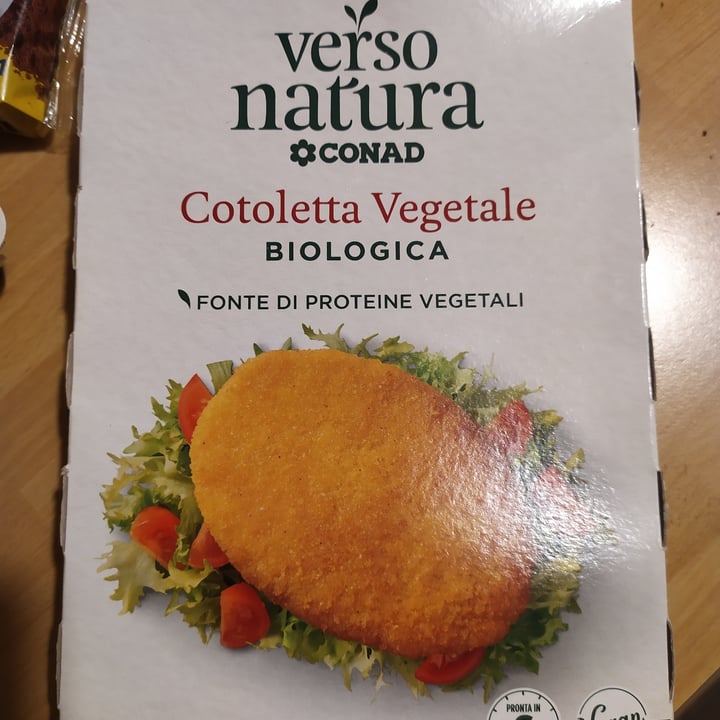 verso
natura
CONAD
Cotoletta Vegetale
BIOLOGICA
FONTE DI PROTEINE VEGETALI
PRONTA IN